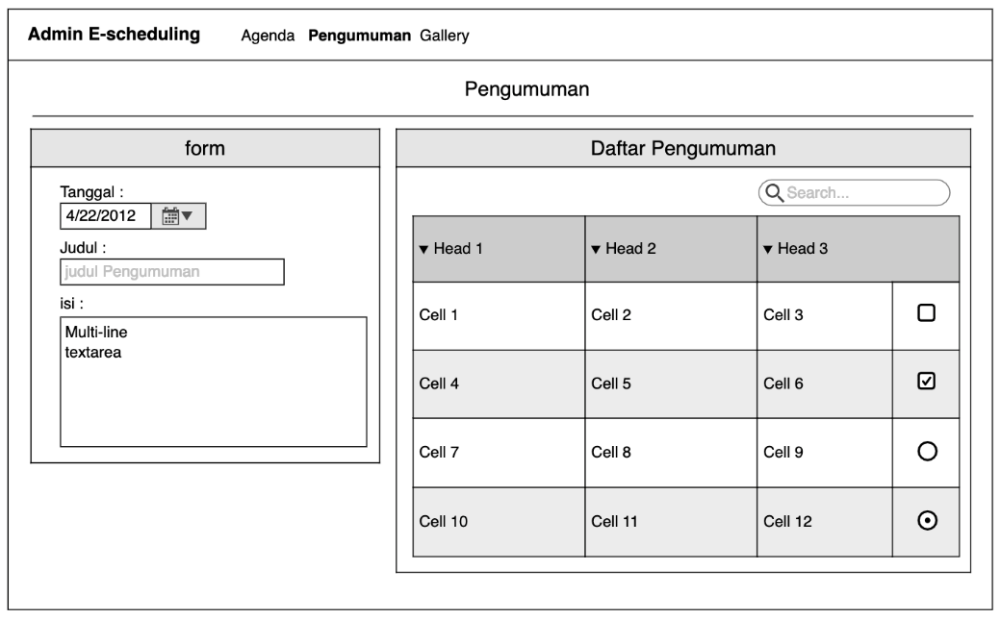 Admin E-scheduling Agenda Pengumuman Gallery
Pengumuman
form
Tanggal :
4/22/2012
Judul :
judul Pengumuman
isi :
Multi-line
textarea
Daftar Pengumuman
Search...
Head 1 Head 2 Head 3
Cell 1 Cell 2 Cell 3
Cell 4 Cell 5 Cell 6
Cell 7 Cell 8 Cell 9
Cell 10 Cell 11 Cell 12